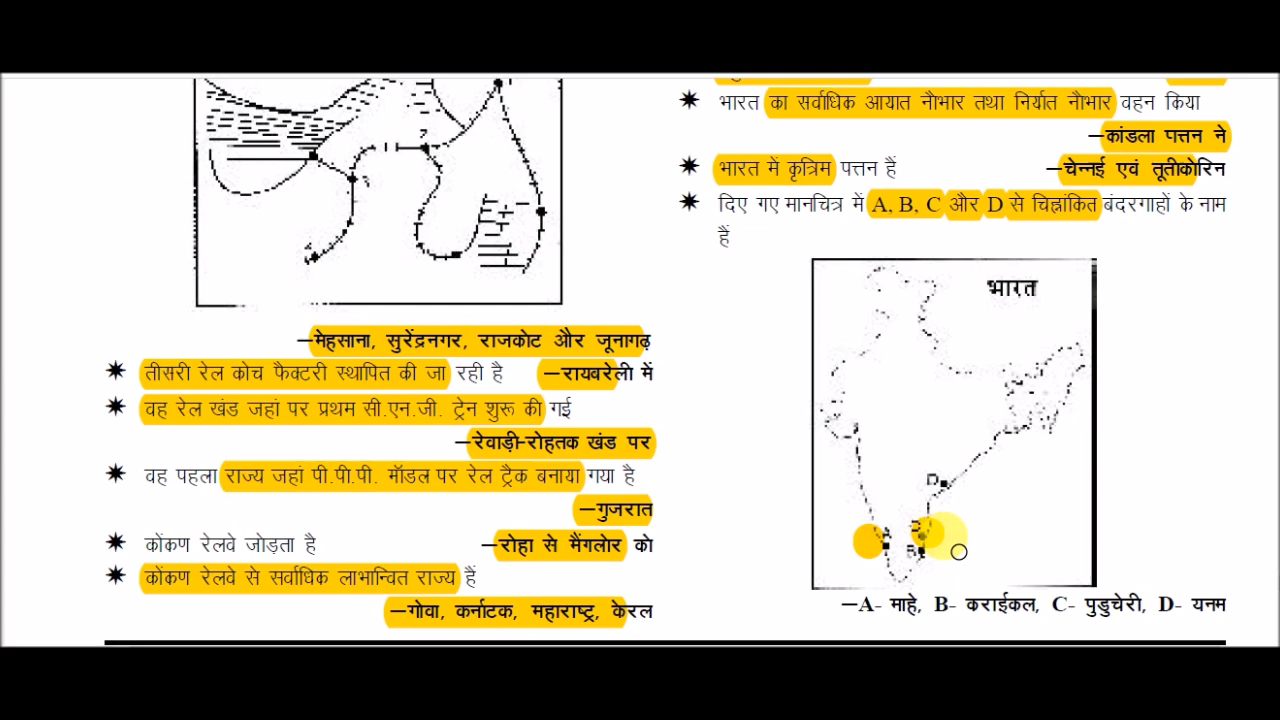 —मेहसाना, सुरेंद्रनगर, राजकोट और जूनागढ़
✷ तीसरी रेल कोच फैक्टरी स्थापित की जा रही है —रायबरेली में
✷ वह रेल खंड जहां पर प्रथम सी.एन.जी. ट्रेन शुरू की गई
—रेवाड़ी-रोहतक खंड पर
✷ वह पहला राज्य जहां पी.पी.पी. मॉडल पर रेल ट्रैक बनाया गया है
—गुजरात
✷ कोंकण रेलवे जोड़ता है —रोहा से मैंगलोर को
✷ कोंकण रेलवे से सर्वाधिक लाभान्वित राज्य हैं
—गोवा, कर्नाटक, महाराष्ट्र, केरल
✷ भारत का सर्वाधिक आयात नौभार तथा निर्यात नौभार वहन किया
—कांडला पत्तन ने
✷ भारत में कृत्रिम पत्तन हैं —चेन्नई एवं तूतीकोरिन
✷ दिए गए मानचित्र में A, B, C और D से चिह्नांकित बंदरगाहों के नाम
हैं
भारत
D
A
B
—A- माहे, B- कराईकल, C- पुडुचेरी, D- यनम